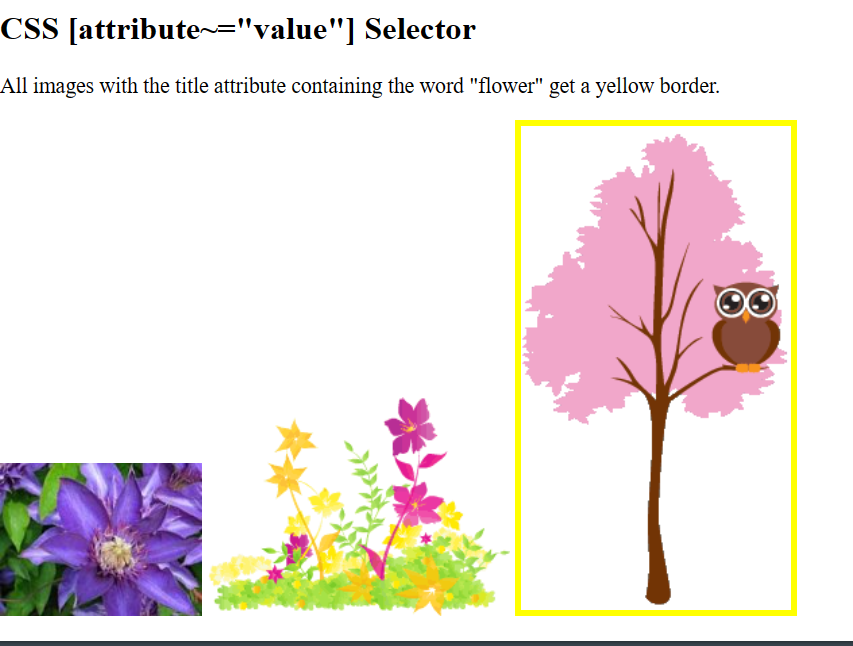 CSS [attribute~="value"] Selector
All images with the title attribute containing the word "flower" get a yellow border.